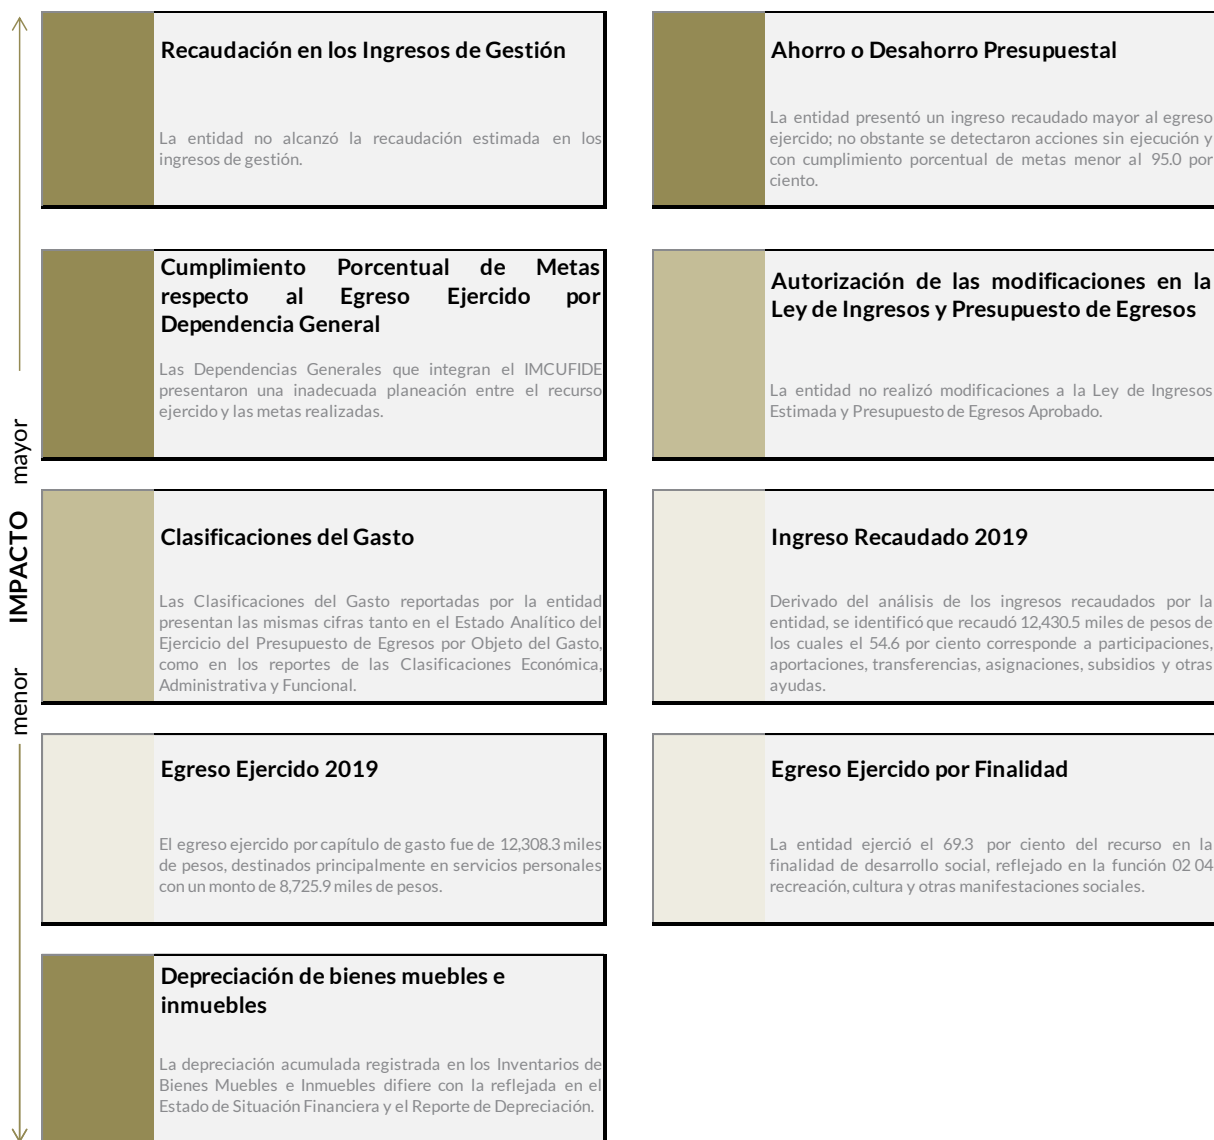 Recaudación en los Ingresos de Gestión
La entidad no alcanzó la recaudación estimada en los
ingresos de gestión.
Ahorro o Desahorro Presupuestal
La entidad presentó un ingreso recaudado mayor al egreso
ejercido; no obstante se detectaron acciones sin ejecución y
con cumplimiento porcentual de metas menor al 95.0 por
ciento.
Cumplimiento Porcentual de Metas
respecto al Egreso Ejercido por
Dependencia General
Las Dependencias Generales que integran el IMCUFIDE
presentaron una inadecuada planeación entre el recurso
ejercido y las metas realizadas.
Autorización de las modificaciones en la
Ley de Ingresos y Presupuesto de Egresos
La entidad no realizó modificaciones a la Ley de Ingresos
Estimada y Presupuesto de Egresos Aprobado.
menor IMPACTO mayor
Clasificaciones del Gasto
Las Clasificaciones del Gasto reportadas por la entidad
presentan las mismas cifras tanto en el Estado Analítico del
Ejercicio del Presupuesto de Egresos por Objeto del Gasto,
como en los reportes de las Clasificaciones Económica,
Administrativa y Funcional.
Ingreso Recaudado 2019
Derivado del análisis de los ingresos recaudados por la
entidad, se identificó que recaudó 12,430.5 miles de pesos de
los cuales el 54.6 por ciento corresponde a participaciones,
aportaciones, transferencias, asignaciones, subsidios y otras
ayudas.
Egreso Ejercido 2019
El egreso ejercido por capítulo de gasto fue de 12,308.3 miles
de pesos, destinados principalmente en servicios personales
con un monto de 8,725.9 miles de pesos.
Egreso Ejercido por Finalidad
La entidad ejerció el 69.3 por ciento del recurso en la
finalidad de desarrollo social, reflejado en la función 02 04
recreación, cultura y otras manifestaciones sociales.
Depreciación de bienes muebles e
inmuebles
La depreciación acumulada registrada en los Inventarios de
Bienes Muebles e Inmuebles difiere con la reflejada en el
Estado de Situación Financiera y el Reporte de Depreciación.